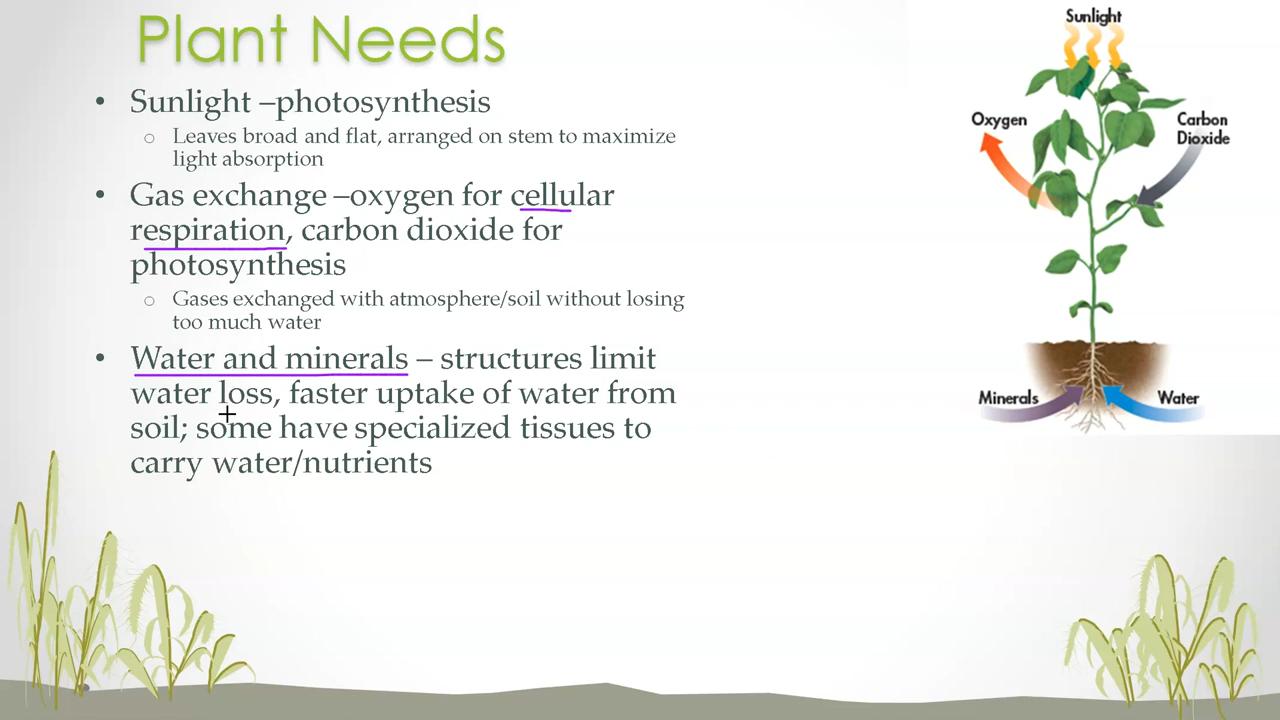 Plant Needs
• Sunlight –photosynthesis
o Leaves broad and flat, arranged on stem to maximize
light absorption
• Gas exchange –oxygen for cellular
respiration, carbon dioxide for
photosynthesis
o Gases exchanged with atmosphere/soil without losing
too much water
• Water and minerals – structures limit
water loss, faster uptake of water from
soil; some have specialized tissues to
carry water/nutrients
Sunlight
Oxygen
Carbon
Dioxide
Minerals
Water